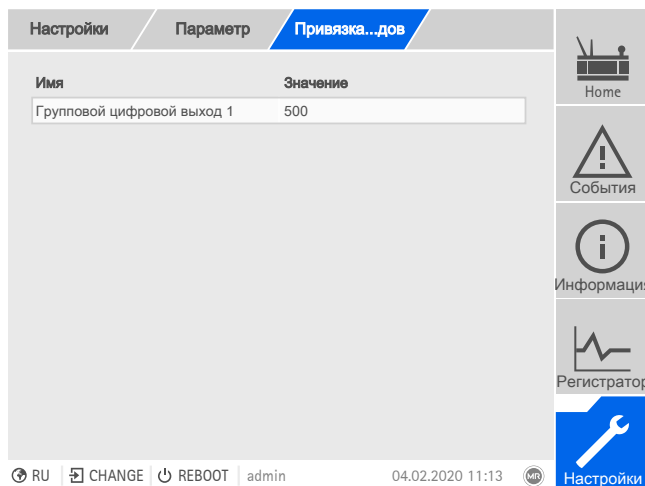 Настройки Параметр Привязка...дов
Имя Значение
Групповой цифровой выход 1 500
Home
События
Информация
Регистратор
Настройки
RU CHANGE REBOOT admin 04.02.2020 11:13 MR